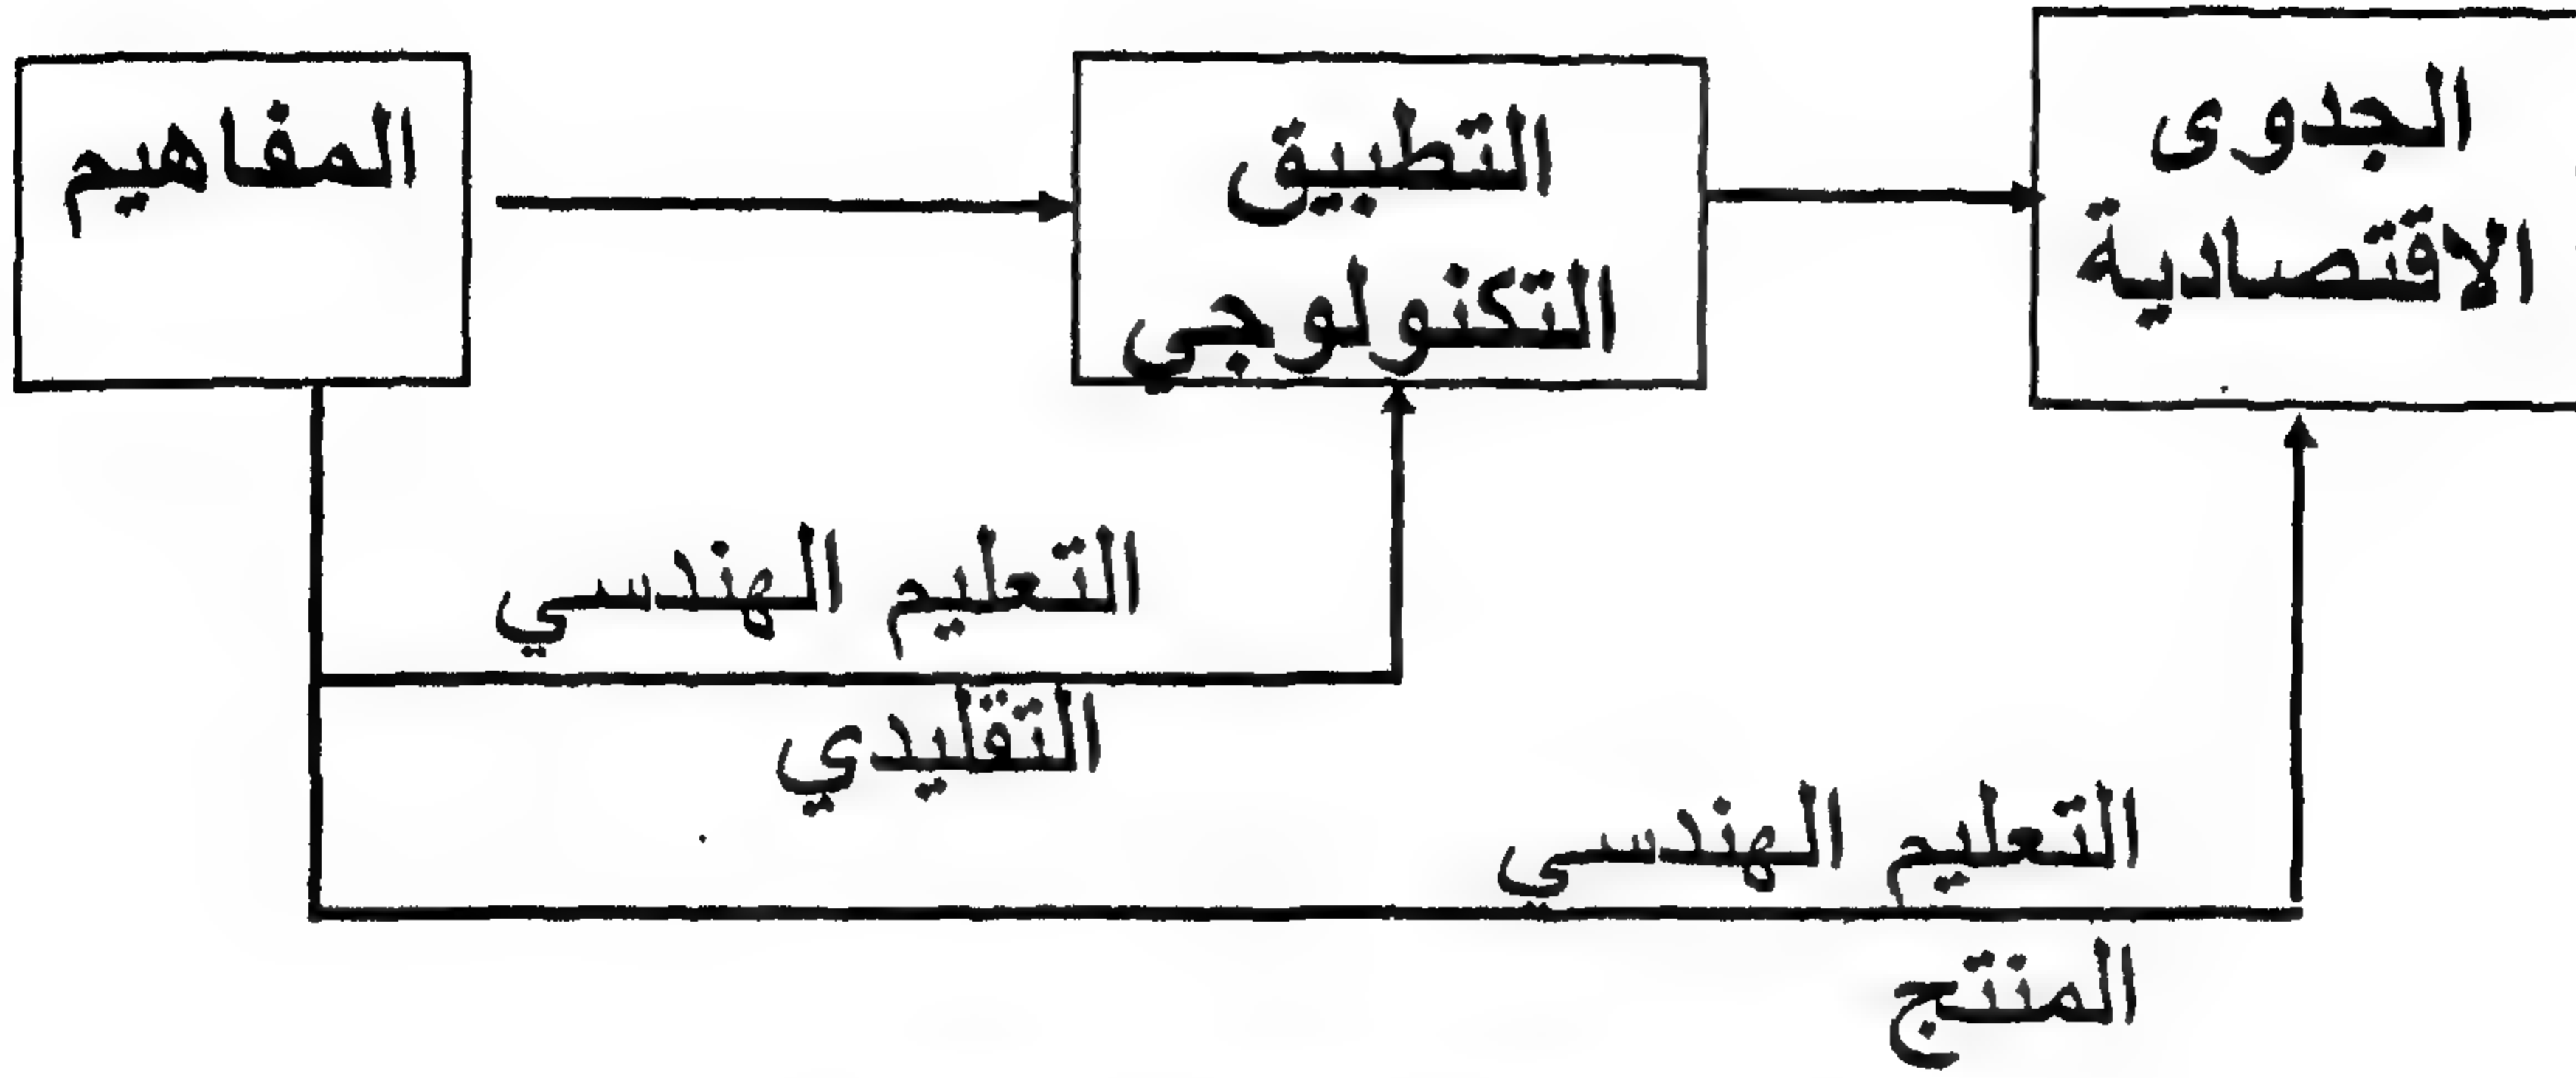 المفاهيم
التطبيق
التكنولوجي
الجدوى
الاقتصادية
التعليم الهندسي
التقليدي
التعليم الهندسي
المنتج